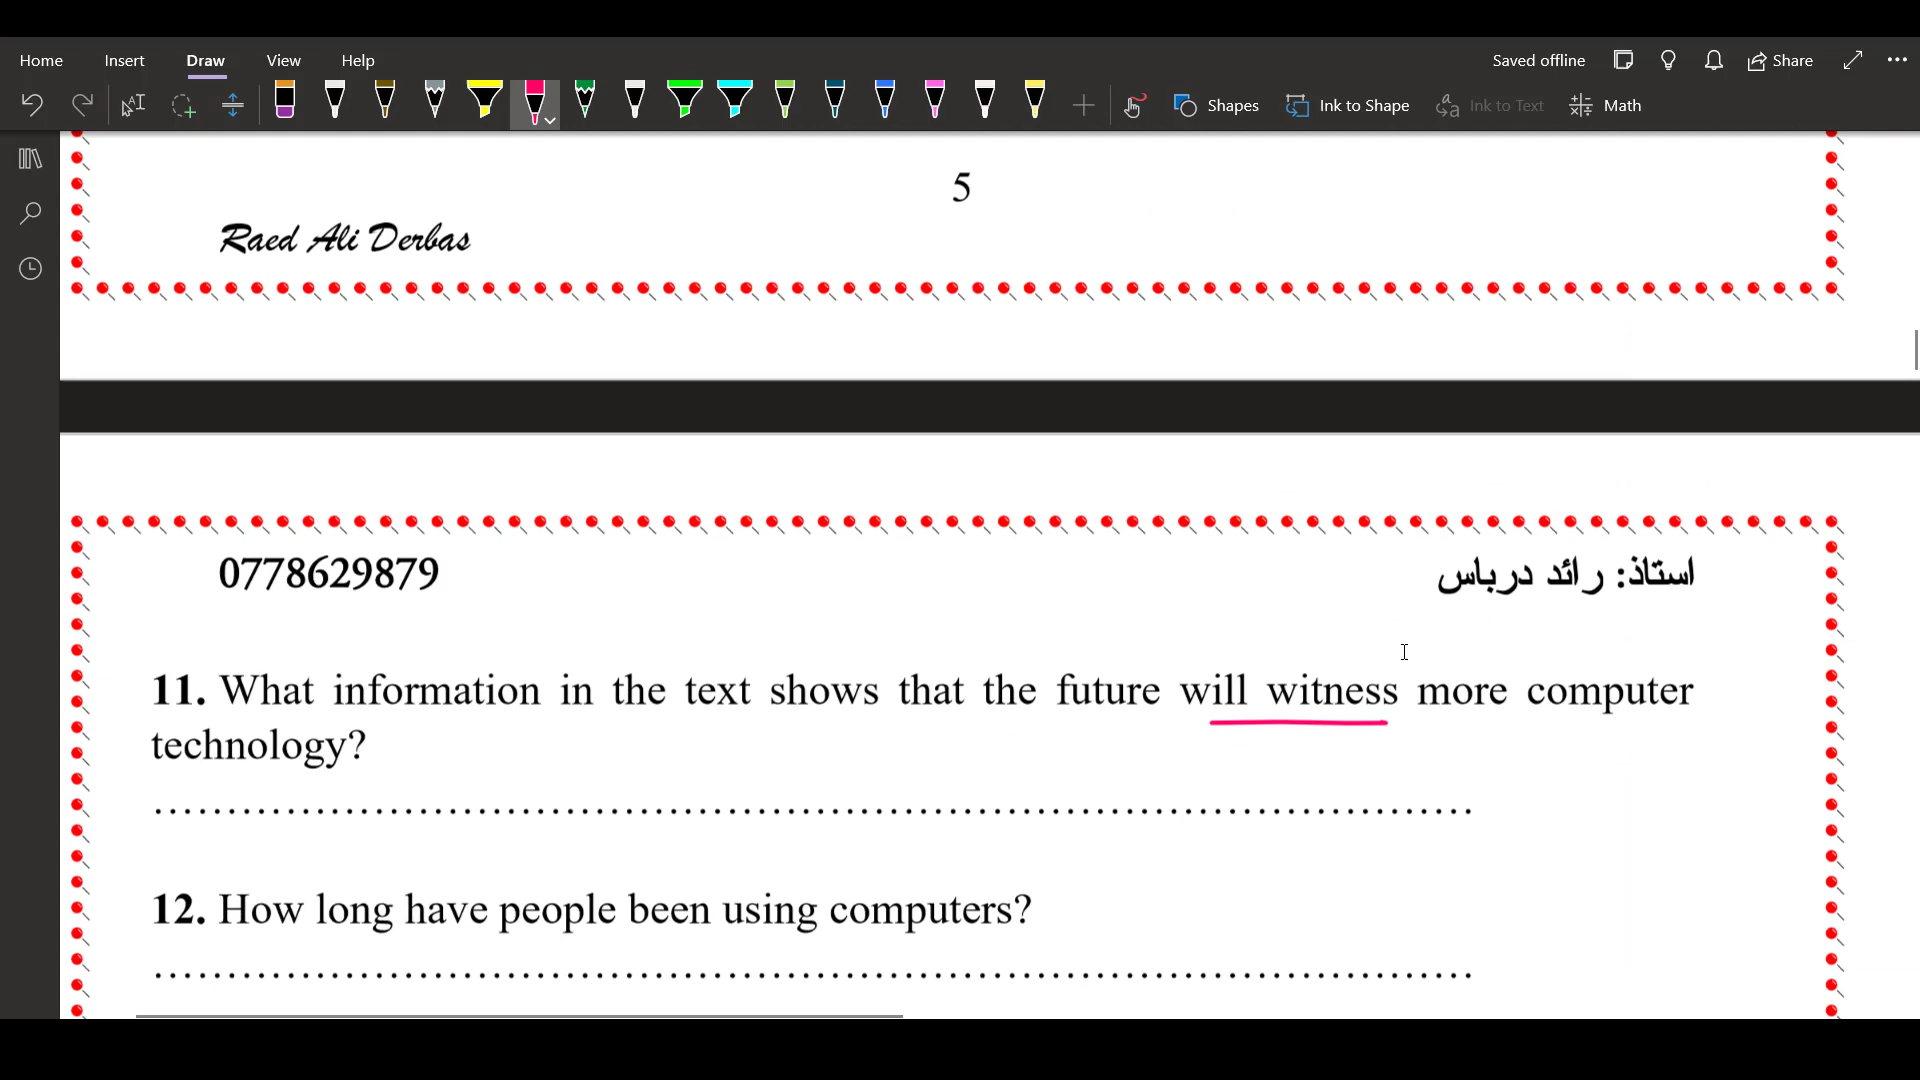 Home Insert Draw View Help Saved offline Share
Shapes Ink to Shape Ink to Text Math
5
Raed Ali Derbas
0778629879 استاذ: رائد درباس
11. What information in the text shows that the future will witness more computer
technology?
................................................................................
12. How long have people been using computers?
................................................................................